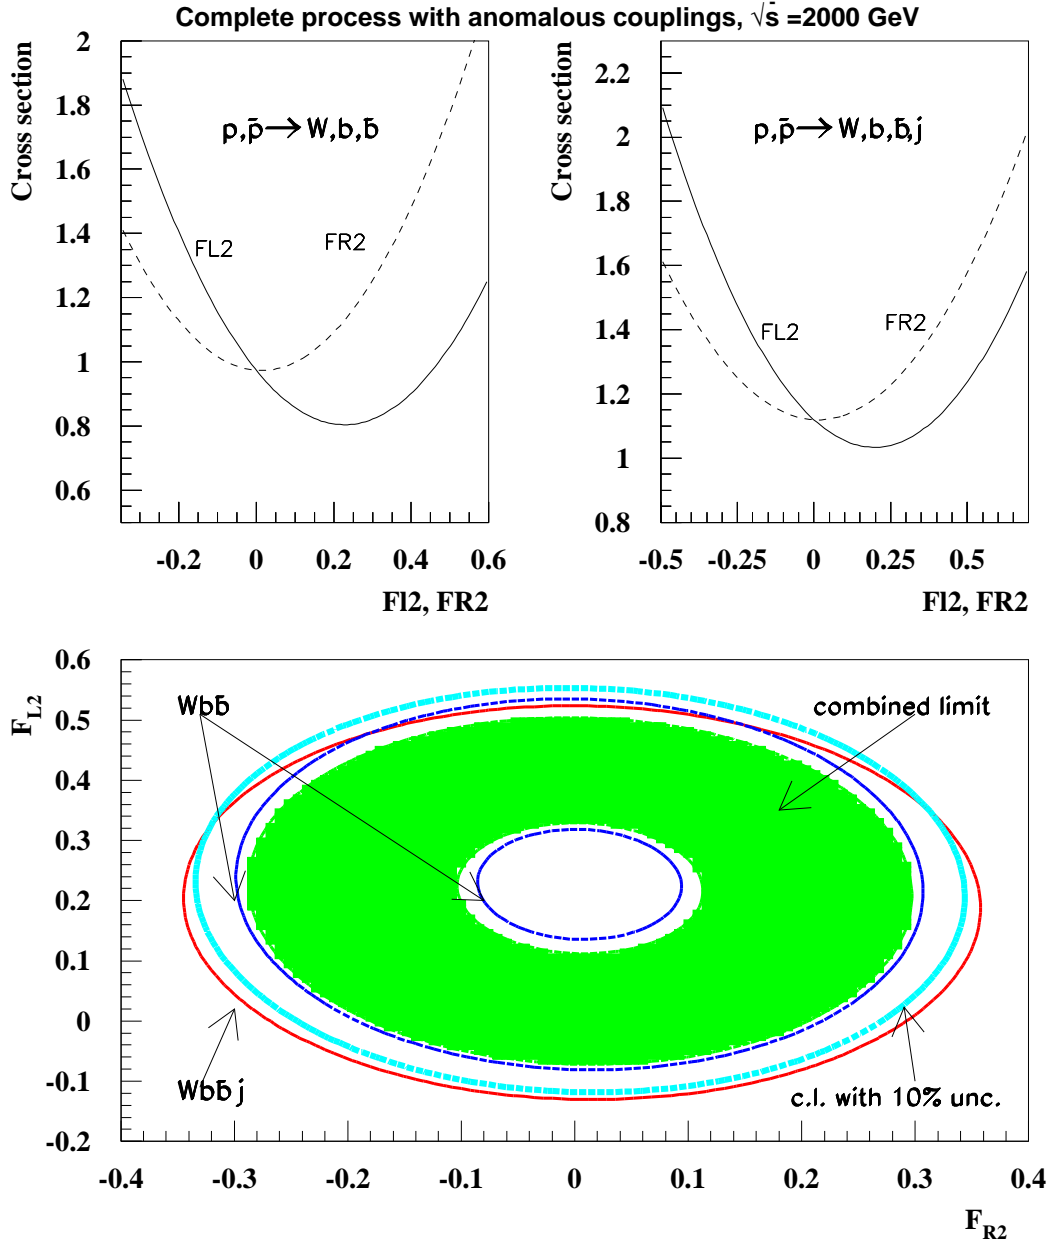 Complete process with anomalous couplings, √s =2000 GeV
Cross section
2
1.8
1.6
1.4
1.2
1
0.8
0.6
p,p̄→W,b,b̄
FL2
FR2
-0.2 0 0.2 0.4 0.6
Fl2, FR2
Cross section
2.2
2
1.8
1.6
1.4
1.2
1
0.8
p,p̄→W,b,b̄,j
FL2
FR2
-0.5 -0.25 0 0.25 0.5
Fl2, FR2
F_L2
0.6
0.5
0.4
0.3
0.2
0.1
0
-0.1
-0.2
Wbb̄
combined limit
Wbb̄j
c.l. with 10% unc.
-0.4 -0.3 -0.2 -0.1 0 0.1 0.2 0.3 0.4
F_R2